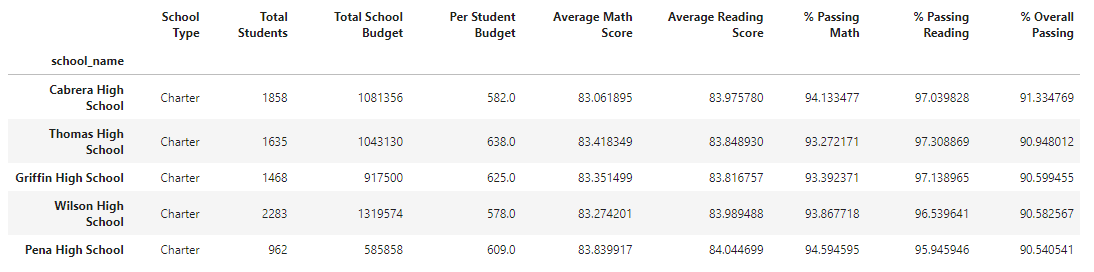 School Type Total Students Total School Budget Per Student Budget Average Math Score Average Reading Score % Passing Math % Passing Reading % Overall Passing
school_name
Cabrera High School Charter 1858 1081356 582.0 83.061895 83.975780 94.133477 97.039828 91.334769
Thomas High School Charter 1635 1043130 638.0 83.418349 83.848930 93.272171 97.308869 90.948012
Griffin High School Charter 1468 917500 625.0 83.351499 83.816757 93.392371 97.138965 90.599455
Wilson High School Charter 2283 1319574 578.0 83.274201 83.989488 93.867718 96.539641 90.582567
Pena High School Charter 962 585858 609.0 83.839917 84.044699 94.594595 95.945946 90.540541